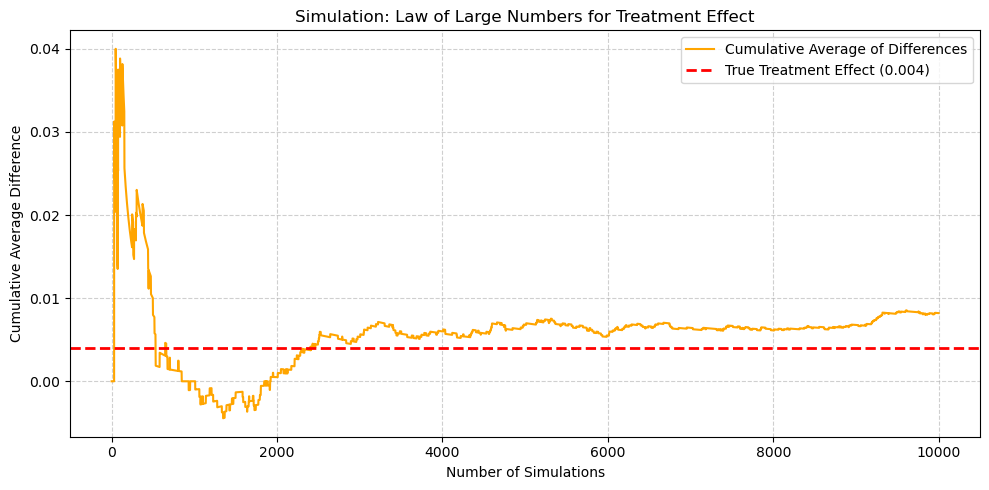 Simulation: Law of Large Numbers for Treatment Effect
Cumulative Average of Differences
True Treatment Effect (0.004)
Cumulative Average Difference
0.04
0.03
0.02
0.01
0.00
0
2000
4000
6000
8000
10000
Number of Simulations